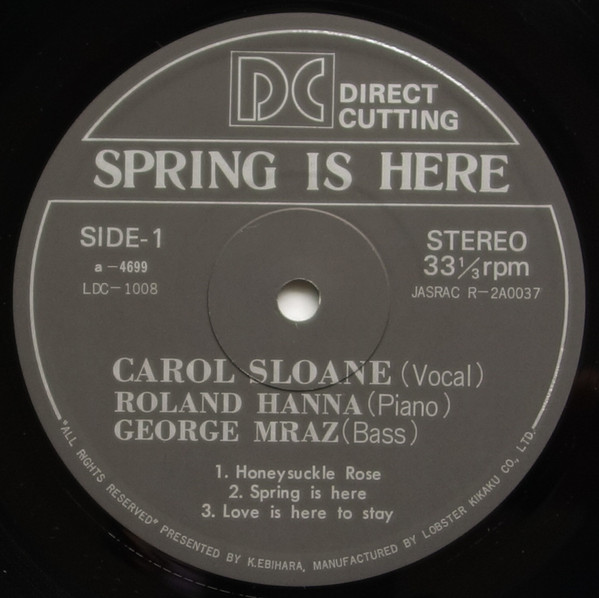 DC DIRECT
CUTTING
SPRING IS HERE
SIDE-1
a-4699
LDC-1008
STEREO
33⅓rpm
JASRAC R-2A0037
CAROL SLOANE (Vocal)
ROLAND HANNA (Piano)
GEORGE MRAZ (Bass)
1. Honeysuckle Rose
2. Spring is here
3. Love is here to stay
"ALL RIGHTS RESERVED" PRESENTED BY K.EBIHARA, MANUFACTURED BY LOBSTER KIKAKU CO., LTD.